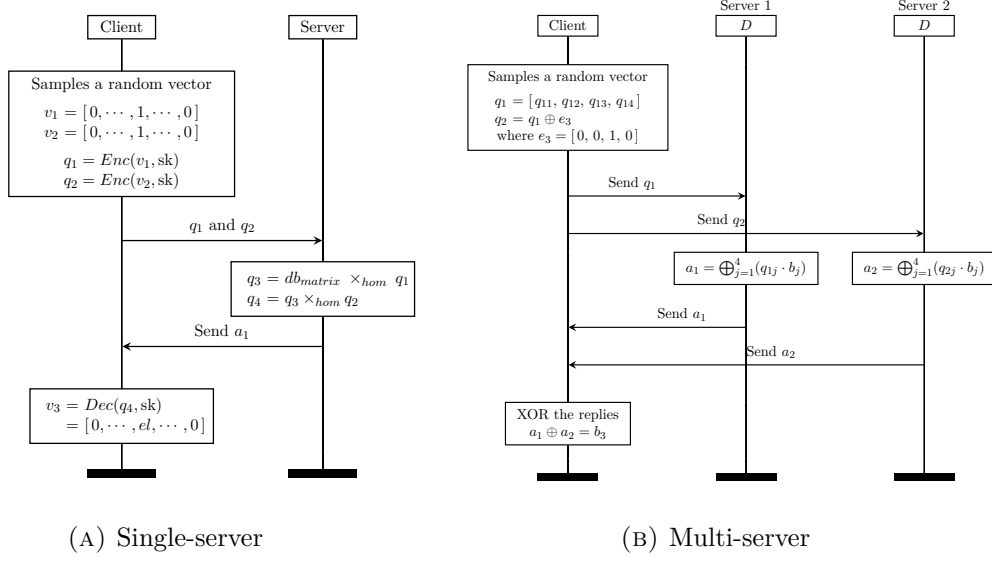 Client
Server
Samples a random vector
v₁ = [0, ⋯ , 1, ⋯ , 0]
v₂ = [0, ⋯ , 1, ⋯ , 0]
q₁ = Enc(v₁, sk)
q₂ = Enc(v₂, sk)
q₁ and q₂
q₃ = db_matrix ×_hom q₁
q₄ = q₃ ×_hom q₂
Send a₁
v₃ = Dec(q₄, sk)
= [0, ⋯ , el, ⋯ , 0]
(A) Single-server
Server 1
Server 2
Client
D
D
Samples a random vector
q₁ = [q₁₁, q₁₂, q₁₃, q₁₄]
q₂ = q₁ ⊕ e₃
where e₃ = [0, 0, 1, 0]
Send q₁
Send q₂
a₁ = ⨁⁴ⱼ₌₁(q₁ⱼ · bⱼ)
a₂ = ⨁⁴ⱼ₌₁(q₂ⱼ · bⱼ)
Send a₁
Send a₂
XOR the replies
a₁ ⊕ a₂ = b₃
(B) Multi-server